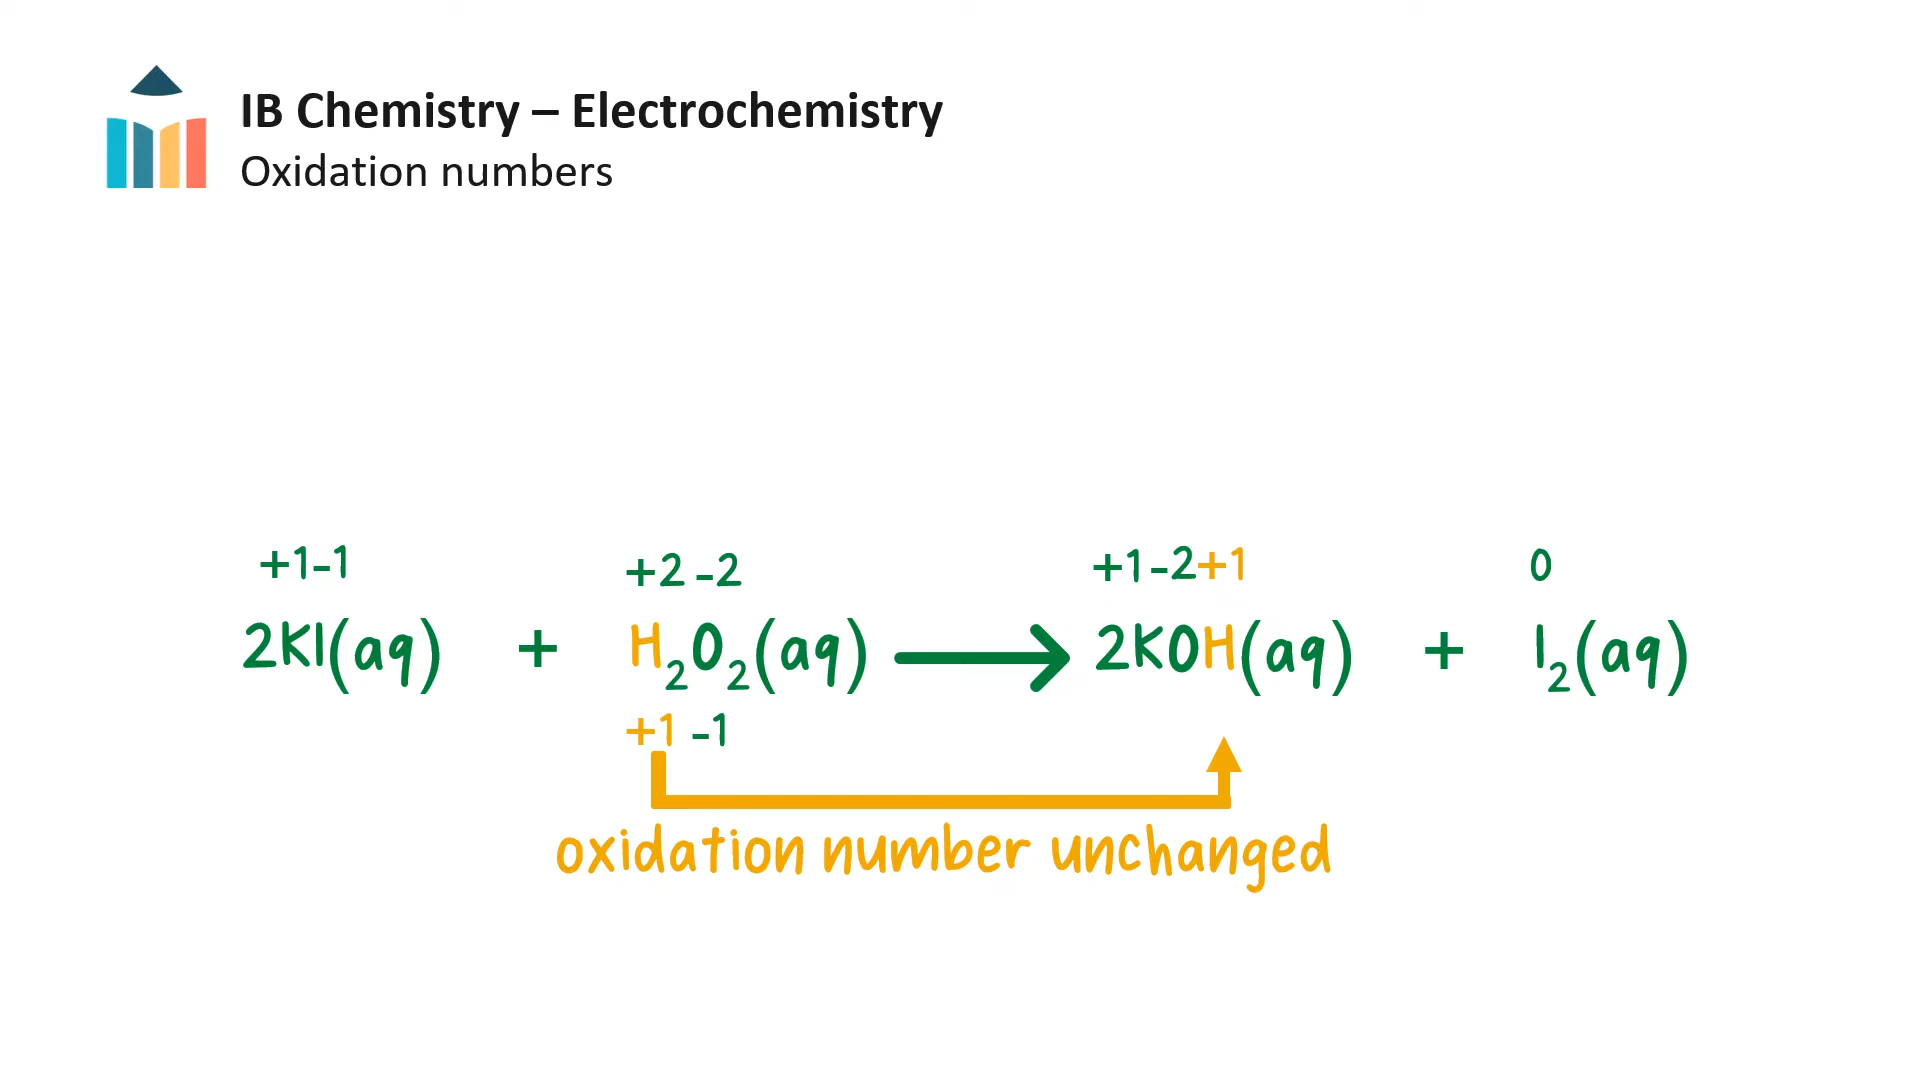 IB Chemistry – Electrochemistry
Oxidation numbers
+1 -1 +2 -2 +1 -2 +1 0
2KI(aq) + H₂O₂(aq) → 2KOH(aq) + I₂(aq)
+1 -1
oxidation number unchanged